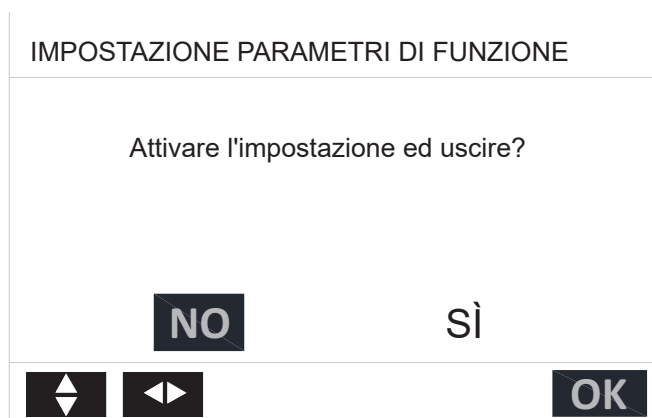 IMPOSTAZIONE PARAMETRI DI FUNZIONE
Attivare l'impostazione ed uscire?
NO SÌ
OK